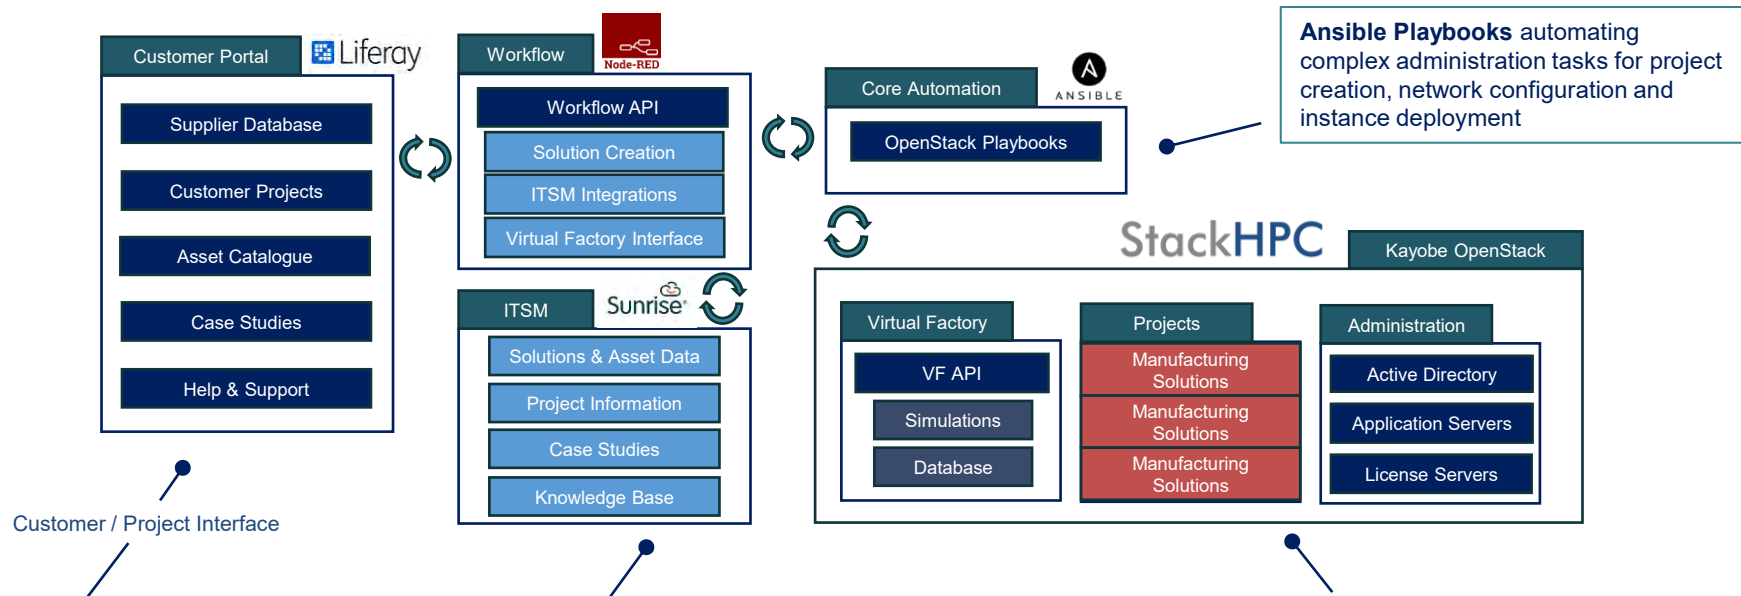 Customer Portal
Liferay
Supplier Database
Customer Projects
Asset Catalogue
Case Studies
Help & Support
Customer / Project Interface
Workflow
Node-RED
Workflow API
Solution Creation
ITSM Integrations
Virtual Factory Interface
ITSM
Sunrise
Solutions & Asset Data
Project Information
Case Studies
Knowledge Base
Core Automation
ANSIBLE
OpenStack Playbooks
Ansible Playbooks automating
complex administration tasks for project
creation, network configuration and
instance deployment
StackHPC
Kayobe OpenStack
Virtual Factory
VF API
Simulations
Database
Projects
Manufacturing
Solutions
Manufacturing
Solutions
Manufacturing
Solutions
Administration
Active Directory
Application Servers
License Servers